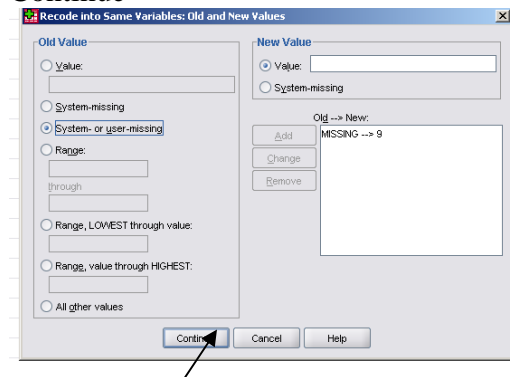 Recode into Same Variables: Old and New Values
Old Value
Value:
System-missing
System- or user-missing
Range:
through
Range, LOWEST through value:
Range, value through HIGHEST:
All other values
New Value
Value:
System-missing
Old --> New:
Add
Change
Remove
MISSING --> 9
Cancel
Help